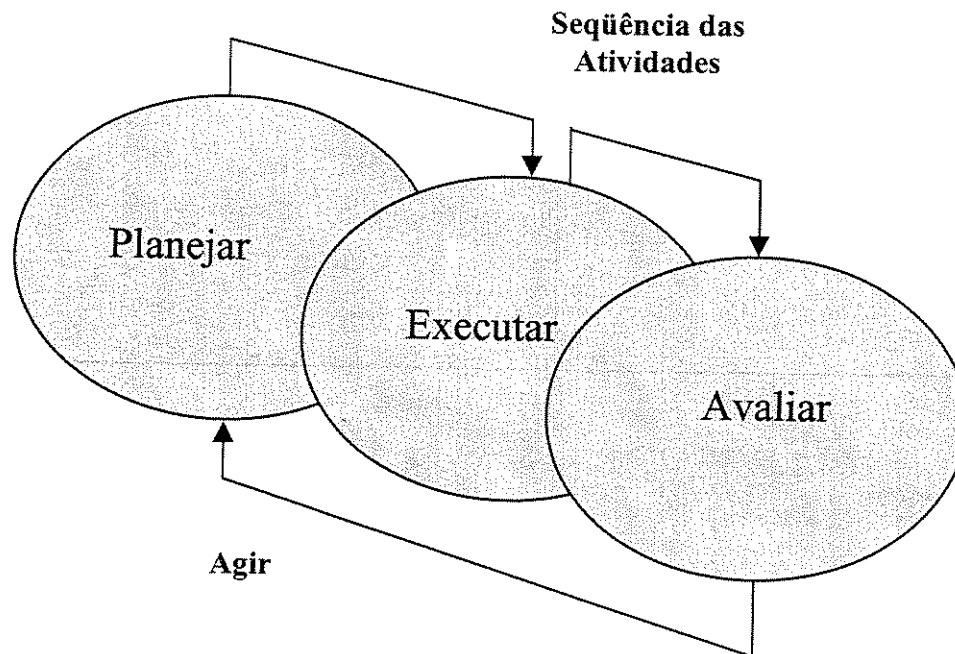 Seqüência das
Atividades
Planejar
Executar
Avaliar
Agir